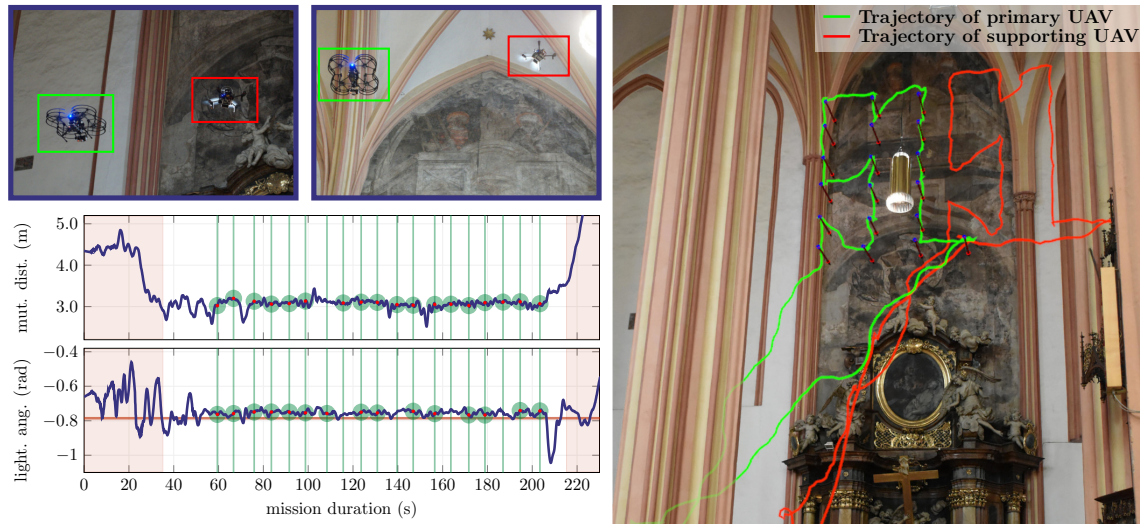 Trajectory of primary UAV
Trajectory of supporting UAV
5.0
4.0
3.0
mut. dist. (m)
−0.4
−0.6
−0.8
−1
light. ang. (rad)
0 20 40 60 80 100 120 140 160 180 200 220
mission duration (s)